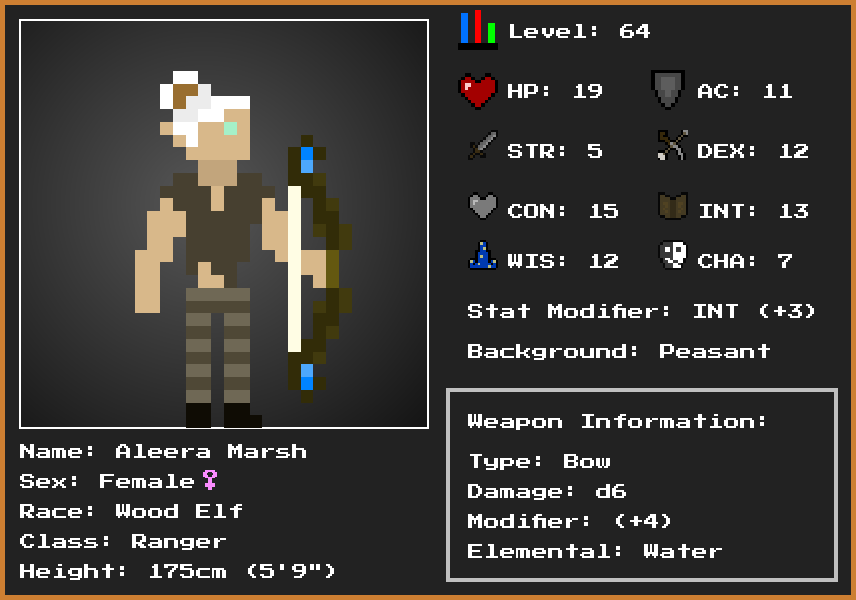 Level: 64
HP: 19 AC: 11
STR: 5 DEX: 12
CON: 15 INT: 13
WIS: 12 CHA: 7
Stat Modifier: INT (+3)
Background: Peasant
Name: Aleera Marsh
Sex: Female♀
Race: Wood Elf
Class: Ranger
Height: 175cm (5'9")
Weapon Information:
Type: Bow
Damage: d6
Modifier: (+4)
Elemental: Water